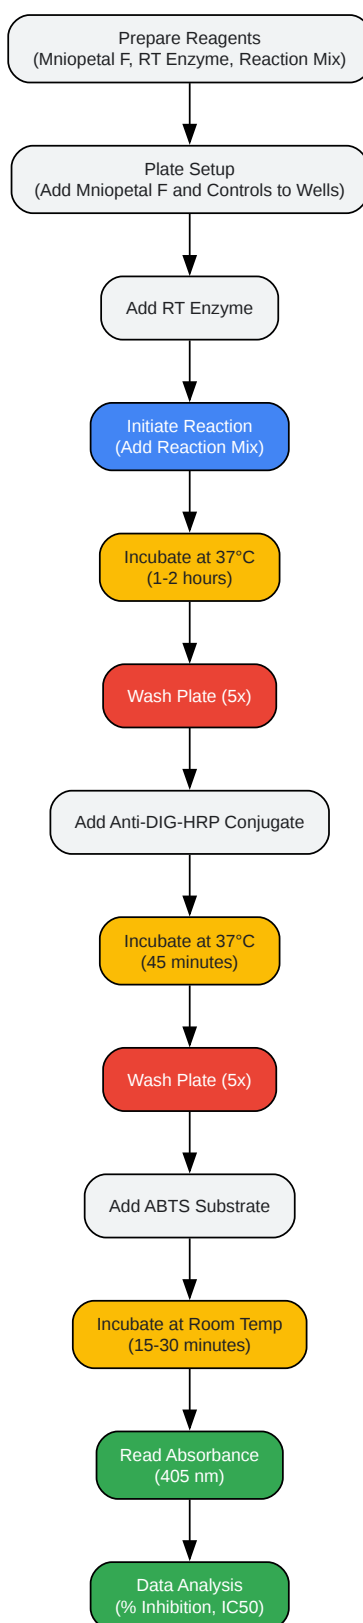 Prepare Reagents
(Mniopetal F, RT Enzyme, Reaction Mix)
Plate Setup
(Add Mniopetal F and Controls to Wells)
Add RT Enzyme
Initiate Reaction
(Add Reaction Mix)
Incubate at 37°C
(1-2 hours)
Wash Plate (5x)
Add Anti-DIG-HRP Conjugate
Incubate at 37°C
(45 minutes)
Wash Plate (5x)
Add ABTS Substrate
Incubate at Room Temp
(15-30 minutes)
Read Absorbance
(405 nm)
Data Analysis
(% Inhibition, IC50)